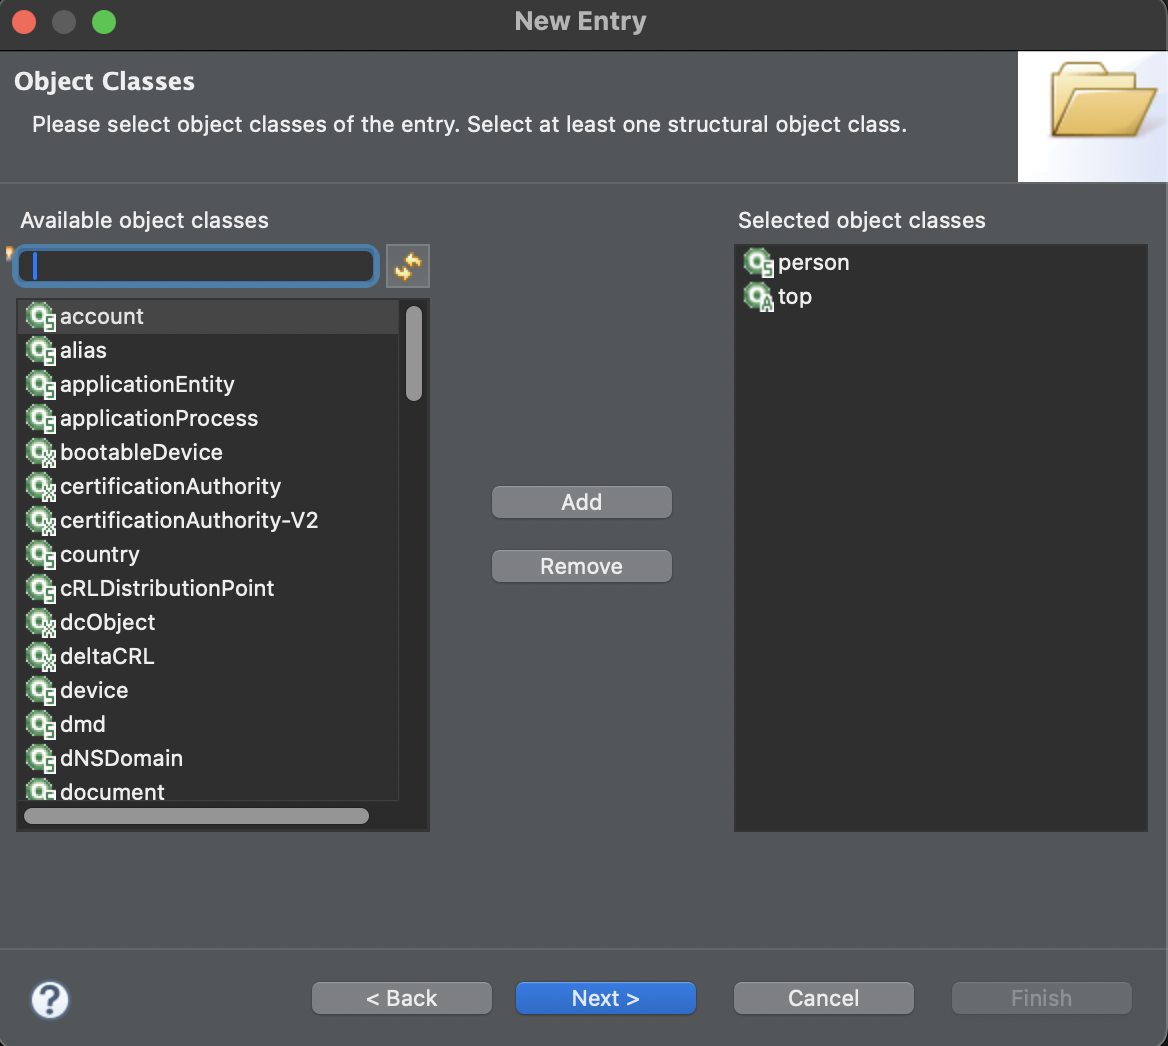 New Entry
Object Classes
Please select object classes of the entry. Select at least one structural object class.
Available object classes
Selected object classes
account
alias
applicationEntity
applicationProcess
bootableDevice
certificationAuthority
certificationAuthority-V2
country
cRLDistributionPoint
dcObject
deltaCRL
device
dmd
dNSDomain
document
Add
Remove
person
top
?
< Back
Next >
Cancel
Finish